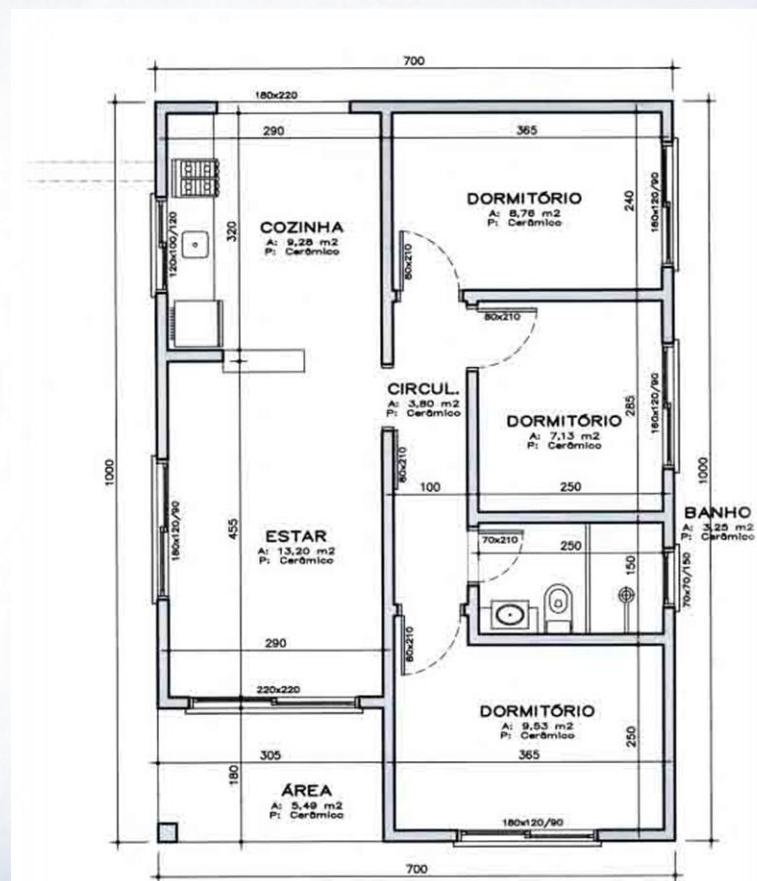 700
180x220
290
365
COZINHA
A: 9,28 m2
P: Cerâmico
320
120x100/120
DORMITÓRIO
A: 8,76 m2
P: Cerâmico
240
160x120/90
80x210
80x210
CIRCUL.
A: 3,80 m2
P: Cerâmico
DORMITÓRIO
A: 7,13 m2
P: Cerâmico
285
160x120/90
1000
1000
80x210
100
250
ESTAR
A: 13,20 m2
P: Cerâmico
455
180x120/90
BANHO
A: 3,25 m2
P: Cerâmico
70x210
250
150
70x70/150
290
80x210
220x220
DORMITÓRIO
A: 9,53 m2
P: Cerâmico
250
305
365
180
ÁREA
A: 5,49 m2
P: Cerâmico
180x120/90
700